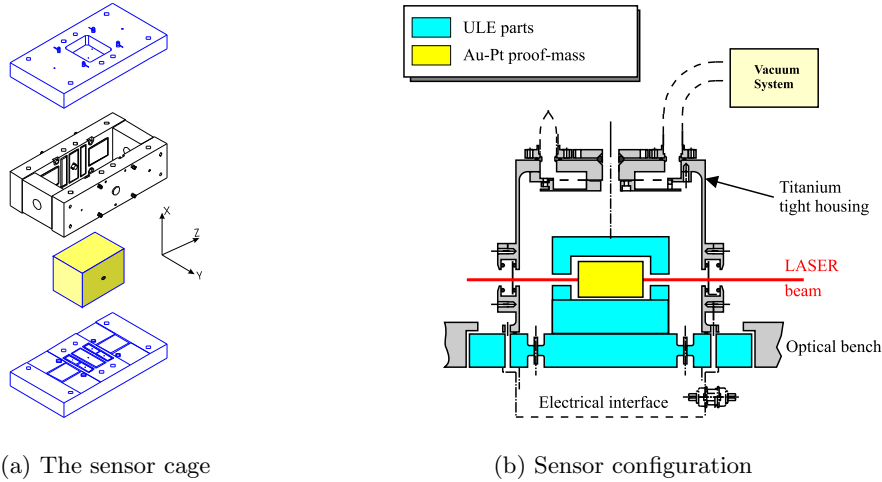 ULE parts
Au-Pt proof-mass
Vacuum
System
Titanium
tight housing
X
Z
Y
LASER
beam
Optical bench
Electrical interface
(a) The sensor cage
(b) Sensor configuration